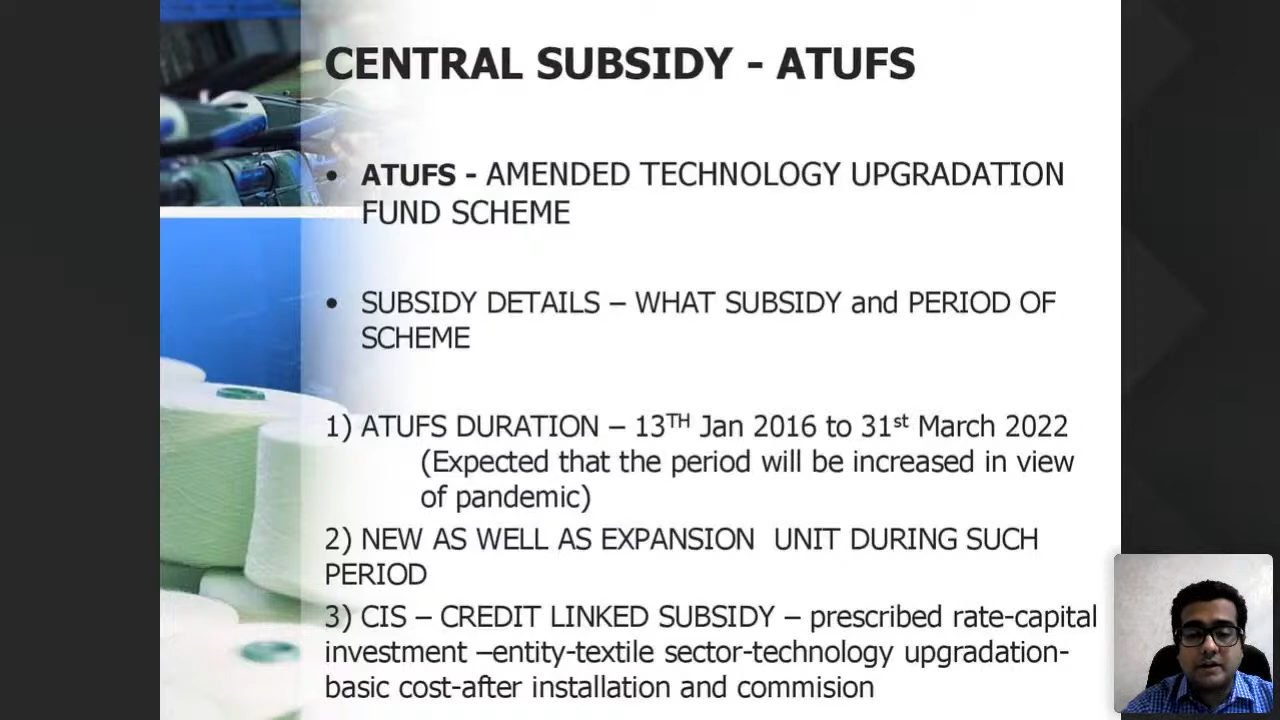 CENTRAL SUBSIDY - ATUFS
• ATUFS - AMENDED TECHNOLOGY UPGRADATION
FUND SCHEME
• SUBSIDY DETAILS – WHAT SUBSIDY and PERIOD OF
SCHEME
1) ATUFS DURATION – 13TH Jan 2016 to 31st March 2022
(Expected that the period will be increased in view
of pandemic)
2) NEW AS WELL AS EXPANSION UNIT DURING SUCH
PERIOD
3) CIS – CREDIT LINKED SUBSIDY – prescribed rate-capital
investment –entity-textile sector-technology upgradation-
basic cost-after installation and commision